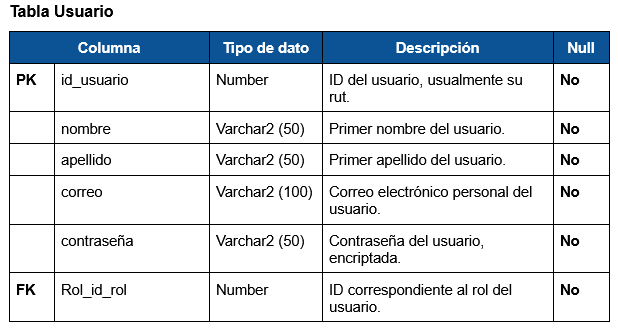 Tabla Usuario
Columna Tipo de dato Descripción Null
PK id_usuario Number ID del usuario, usualmente su No
rut.
nombre Varchar2 (50) Primer nombre del usuario. No
apellido Varchar2 (50) Primer apellido del usuario. No
correo Varchar2 (100) Correo electrónico personal del No
usuario.
contraseña Varchar2 (50) Contraseña del usuario, No
encriptada.
FK Rol_id_rol Number ID correspondiente al rol del No
usuario.